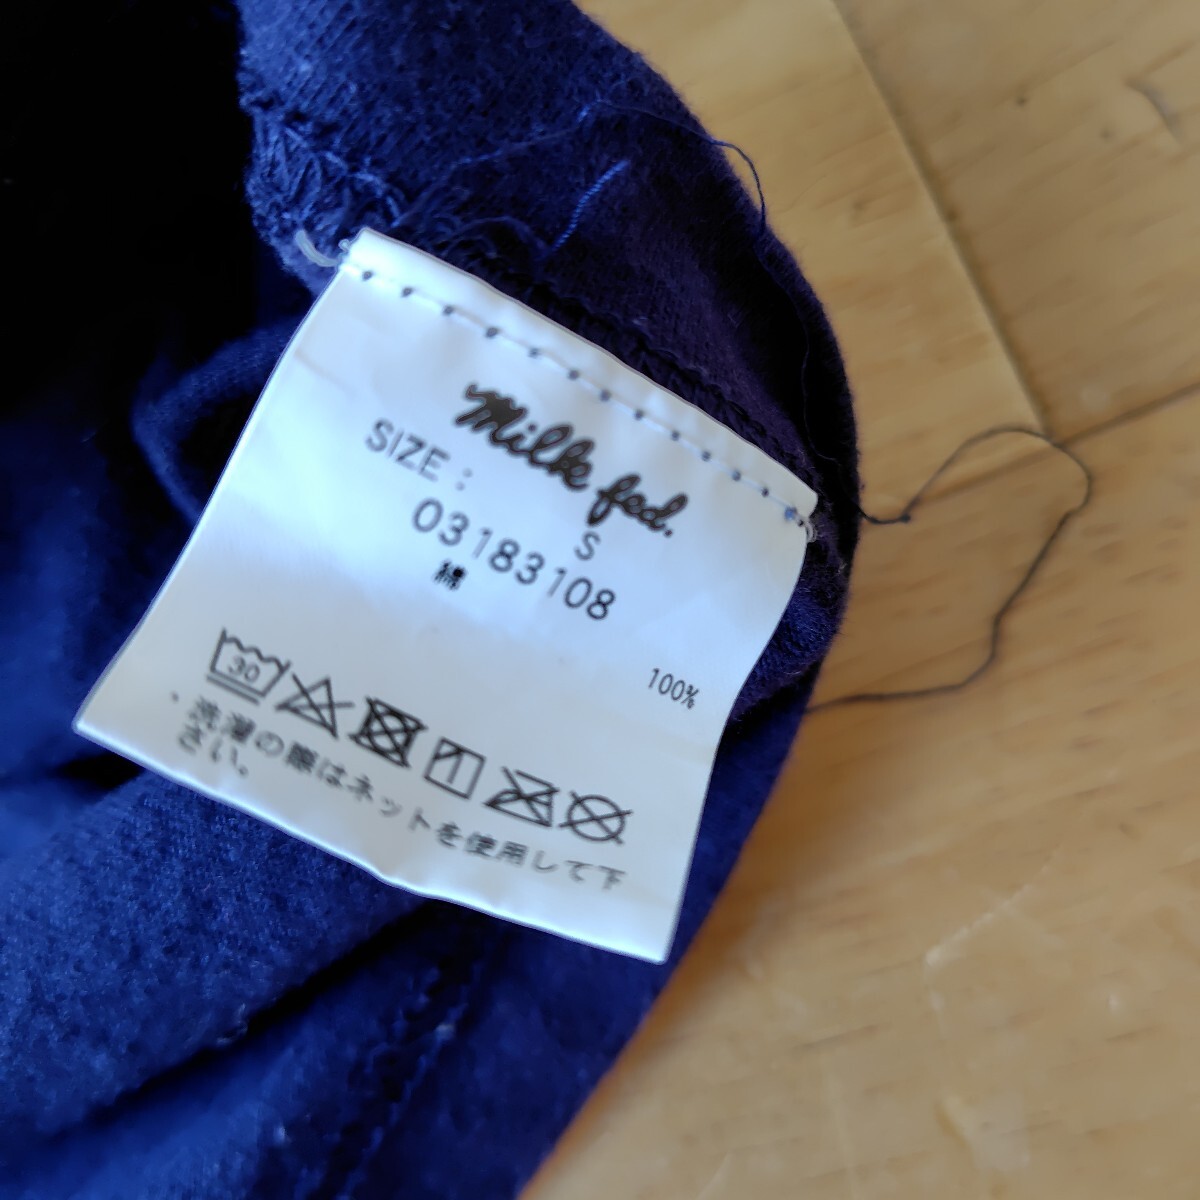 Milk fed.
SIZE : S
03183108
綿 100%
30
・洗濯の際はネットを使用して下
さい。